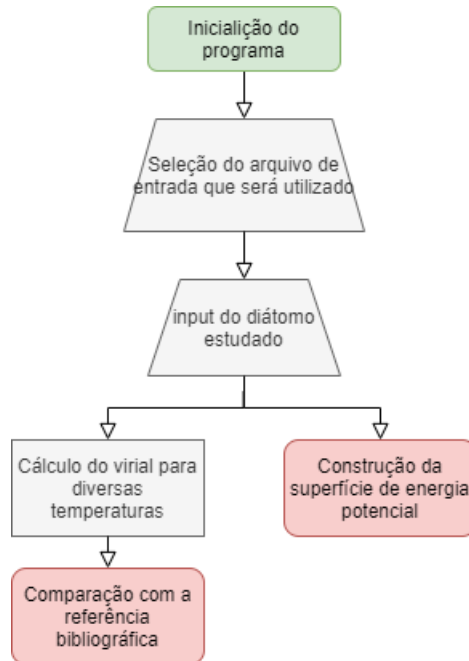 Inicialição do
programa
Seleção do arquivo de
entrada que será utilizado
input do diátomo
estudado
Cálculo do virial para
diversas
temperaturas
Construção da
superfície de energia
potencial
Comparação com a
referência
bibliográfica